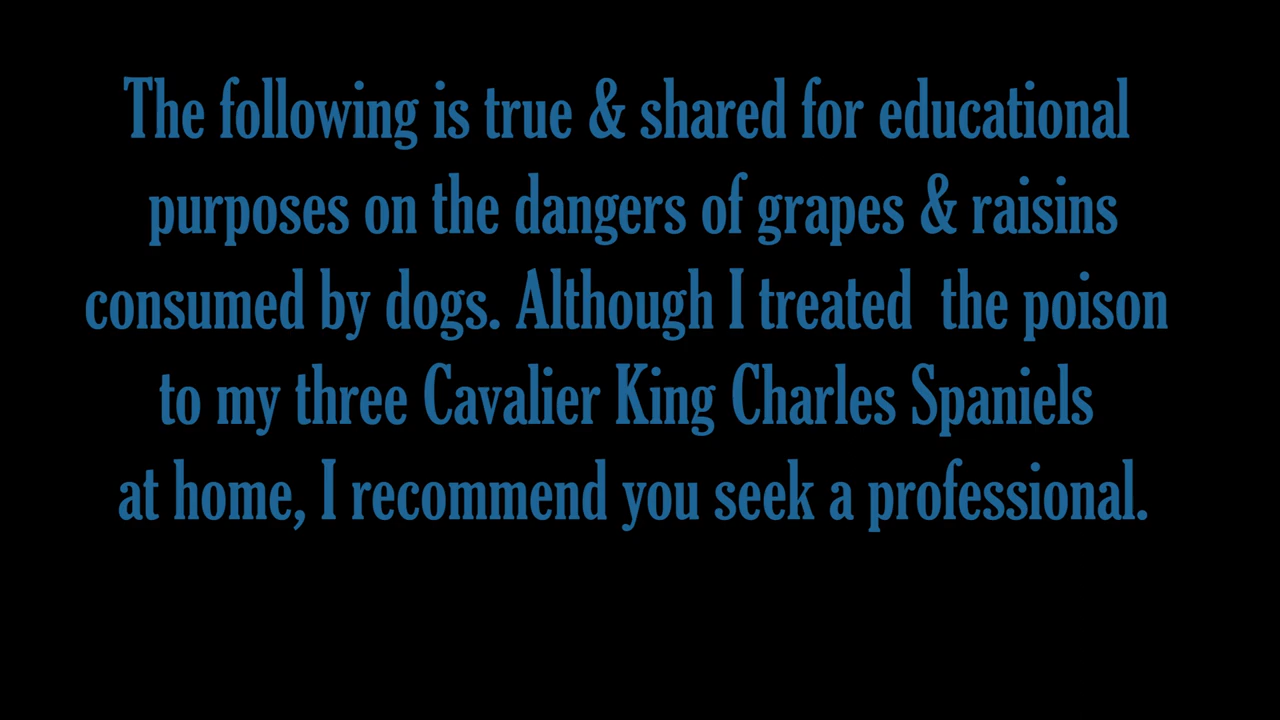 The following is true & shared for educational
purposes on the dangers of grapes & raisins
consumed by dogs. Although I treated  the poison
to my three Cavalier King Charles Spaniels
at home, I recommend you seek a professional.